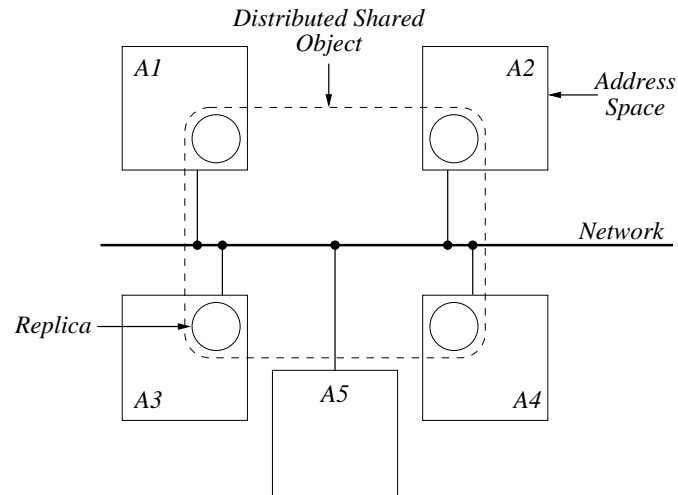 Distributed Shared
Object
A1
A2
Address
Space
Network
Replica
A3
A5
A4